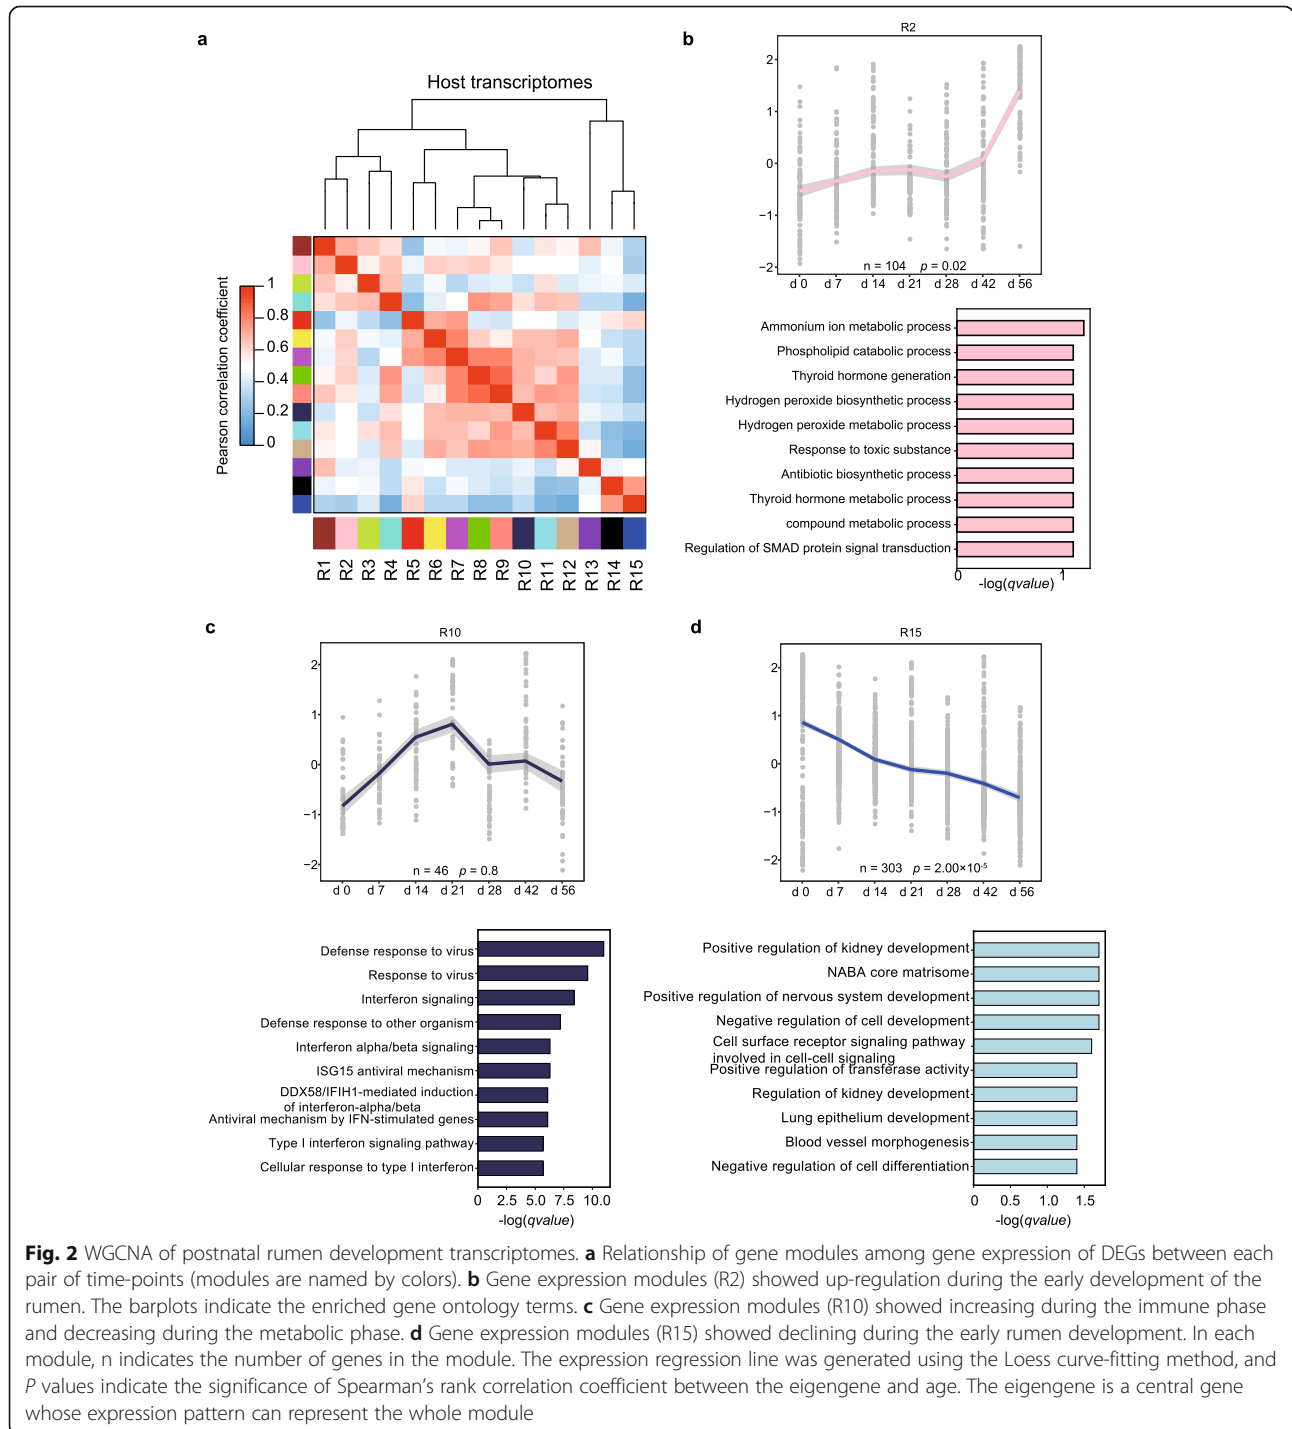 a
Host transcriptomes
Pearson correlation coefficient
1
0.8
0.6
0.4
0.2
0
R1
R2
R3
R4
R5
R6
R7
R8
R9
R10
R11
R12
R13
R14
R15
b
R2
2
1
0
−1
−2
n = 104 p = 0.02
d 0 d 7 d 14 d 21 d 28 d 42 d 56
Ammonium ion metabolic process
Phospholipid catabolic process
Thyroid hormone generation
Hydrogen peroxide biosynthetic process
Hydrogen peroxide metabolic process
Response to toxic substance
Antibiotic biosynthetic process
Thyroid hormone metabolic process
compound metabolic process
Regulation of SMAD protein signal transduction
0 1
-log(qvalue)
c
R10
2
1
0
−1
−2
n = 46 p = 0.8
d 0 d 7 d 14 d 21 d 28 d 42 d 56
Defense response to virus
Response to virus
Interferon signaling
Defense response to other organism
Interferon alpha/beta signaling
ISG15 antiviral mechanism
DDX58/IFIH1-mediated induction
of interferon-alpha/beta
Antiviral mechanism by IFN-stimulated genes
Type I interferon signaling pathway
Cellular response to type I interferon
0 2.5 5.0 7.5 10.0
-log(qvalue)
d
R15
2
1
0
−1
−2
n = 303 p = 2.00×10⁻⁵
d 0 d 7 d 14 d 21 d 28 d 42 d 56
Positive regulation of kidney development
NABA core matrisome
Positive regulation of nervous system development
Negative regulation of cell development
Cell surface receptor signaling pathway
involved in cell-cell signaling
Positive regulation of transferase activity
Regulation of kidney development
Lung epithelium development
Blood vessel morphogenesis
Negative regulation of cell differentiation
0 0.5 1.0 1.5
-log(qvalue)
Fig. 2 WGCNA of postnatal rumen development transcriptomes. a Relationship of gene modules among gene expression of DEGs between each
pair of time-points (modules are named by colors). b Gene expression modules (R2) showed up-regulation during the early development of the
rumen. The barplots indicate the enriched gene ontology terms. c Gene expression modules (R10) showed increasing during the immune phase
and decreasing during the metabolic phase. d Gene expression modules (R15) showed declining during the early rumen development. In each
module, n indicates the number of genes in the module. The expression regression line was generated using the Loess curve-fitting method, and
P values indicate the significance of Spearman's rank correlation coefficient between the eigengene and age. The eigengene is a central gene
whose expression pattern can represent the whole module